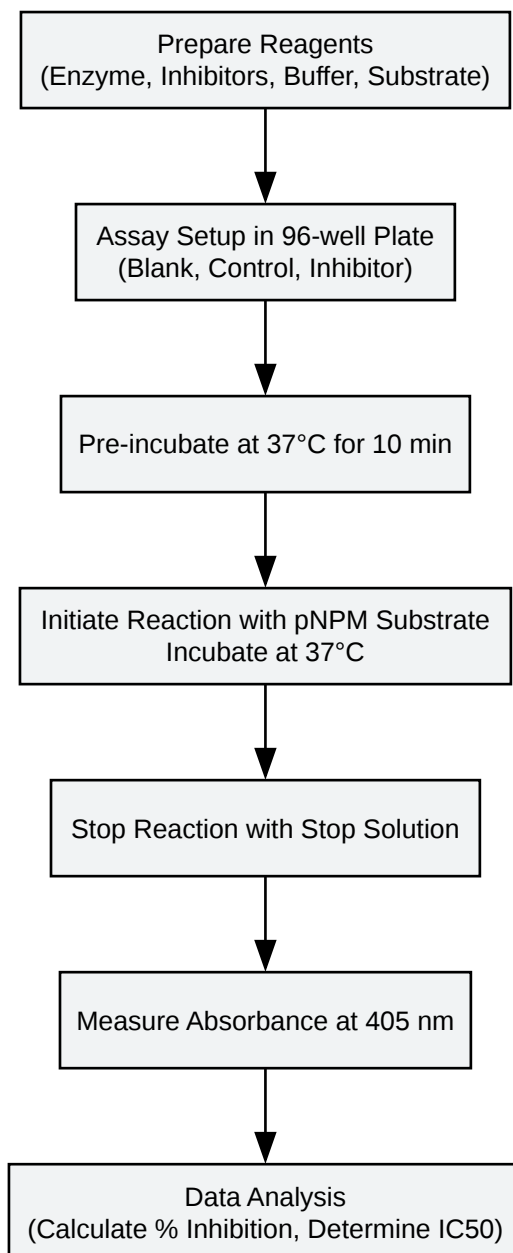 Prepare Reagents
(Enzyme, Inhibitors, Buffer, Substrate)
Assay Setup in 96-well Plate
(Blank, Control, Inhibitor)
Pre-incubate at 37°C for 10 min
Initiate Reaction with pNPM Substrate
Incubate at 37°C
Stop Reaction with Stop Solution
Measure Absorbance at 405 nm
Data Analysis
(Calculate % Inhibition, Determine IC50)